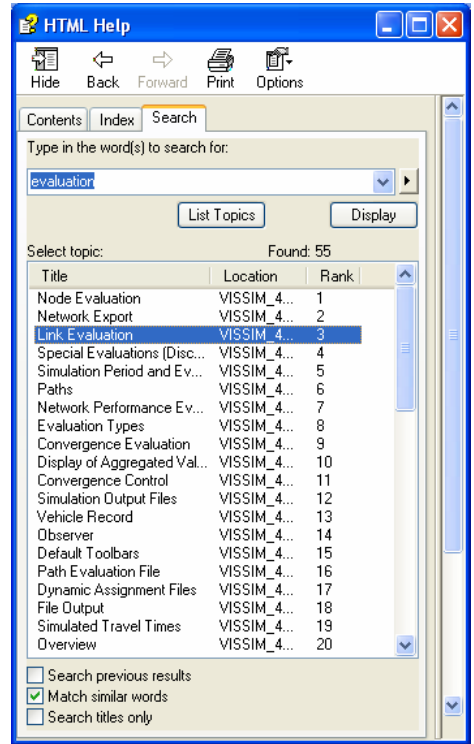 HTML Help
Hide Back Forward Print Options
Contents Index Search
Type in the word(s) to search for:
evaluation
List Topics Display
Select topic: Found: 55
Title Location Rank
Node Evaluation VISSIM_4... 1
Network Export VISSIM_4... 2
Link Evaluation VISSIM_4... 3
Special Evaluations (Disc... VISSIM_4... 4
Simulation Period and Ev... VISSIM_4... 5
Paths VISSIM_4... 6
Network Performance Ev... VISSIM_4... 7
Evaluation Types VISSIM_4... 8
Convergence Evaluation VISSIM_4... 9
Display of Aggregated Val... VISSIM_4... 10
Convergence Control VISSIM_4... 11
Simulation Output Files VISSIM_4... 12
Vehicle Record VISSIM_4... 13
Observer VISSIM_4... 14
Default Toolbars VISSIM_4... 15
Path Evaluation File VISSIM_4... 16
Dynamic Assignment Files VISSIM_4... 17
File Output VISSIM_4... 18
Simulated Travel Times VISSIM_4... 19
Overview VISSIM_4... 20
Search previous results
Match similar words
Search titles only